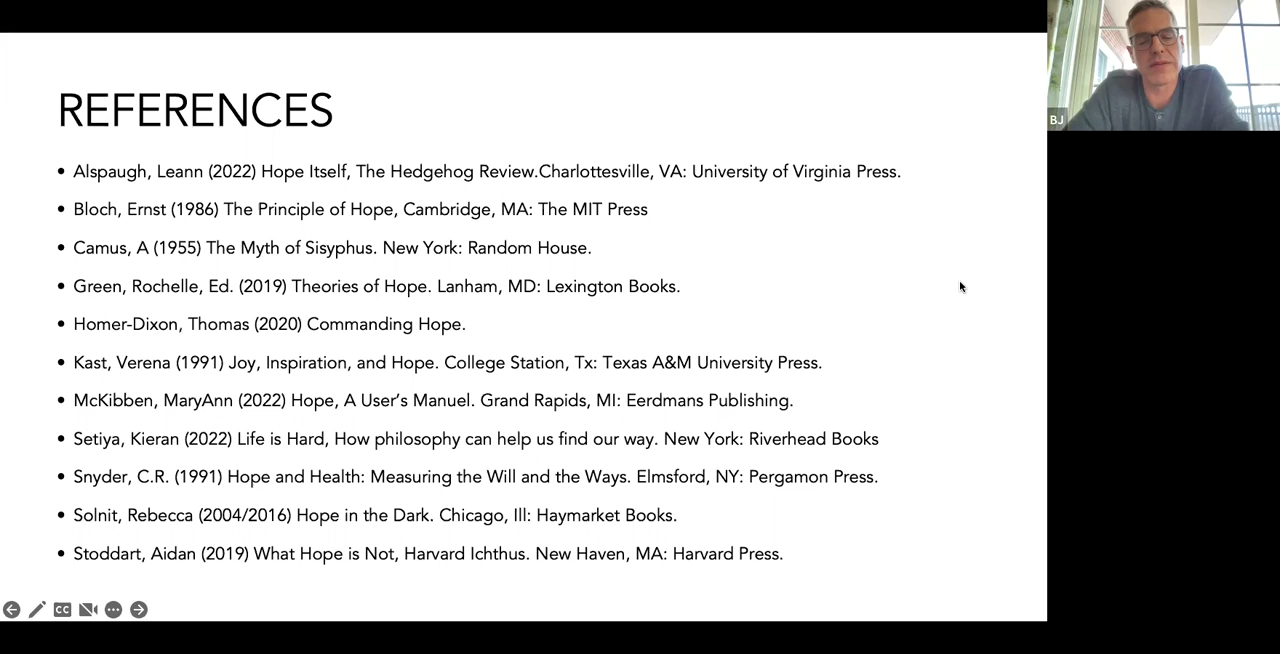 REFERENCES
• Alspaugh, Leann (2022) Hope Itself, The Hedgehog Review.Charlottesville, VA: University of Virginia Press.
• Bloch, Ernst (1986) The Principle of Hope, Cambridge, MA: The MIT Press
• Camus, A (1955) The Myth of Sisyphus. New York: Random House.
• Green, Rochelle, Ed. (2019) Theories of Hope. Lanham, MD: Lexington Books.
• Homer-Dixon, Thomas (2020) Commanding Hope.
• Kast, Verena (1991) Joy, Inspiration, and Hope. College Station, Tx: Texas A&M University Press.
• McKibben, MaryAnn (2022) Hope, A User’s Manuel. Grand Rapids, MI: Eerdmans Publishing.
• Setiya, Kieran (2022) Life is Hard, How philosophy can help us find our way. New York: Riverhead Books
• Snyder, C.R. (1991) Hope and Health: Measuring the Will and the Ways. Elmsford, NY: Pergamon Press.
• Solnit, Rebecca (2004/2016) Hope in the Dark. Chicago, Ill: Haymarket Books.
• Stoddart, Aidan (2019) What Hope is Not, Harvard Ichthus. New Haven, MA: Harvard Press.
CC
BJ